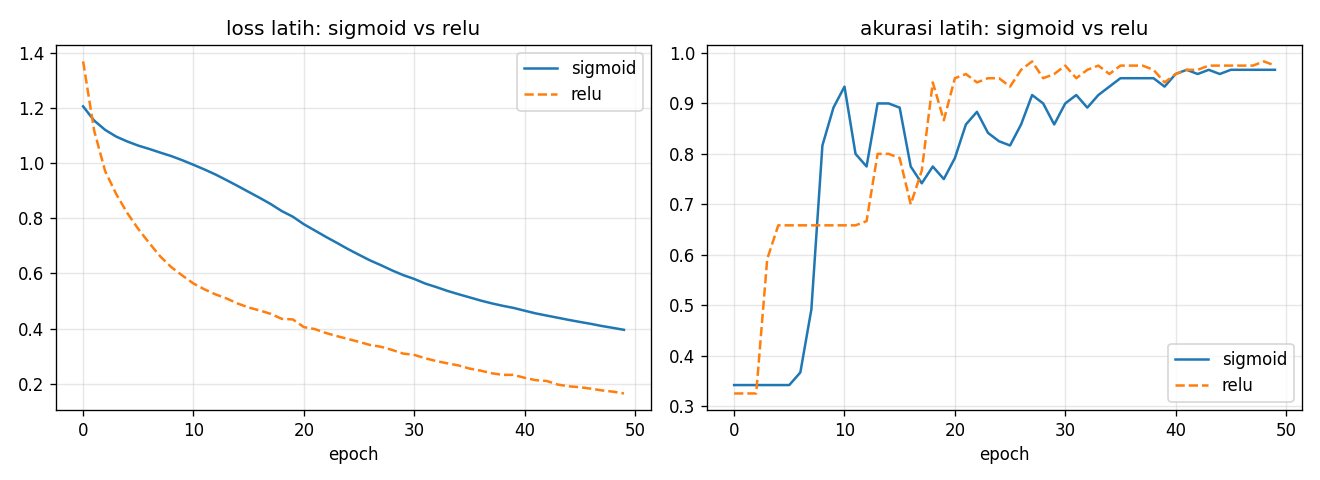 loss latih: sigmoid vs relu
1.4
1.2
1.0
0.8
0.6
0.4
0.2
sigmoid
relu
0 10 20 30 40 50
epoch
akurasi latih: sigmoid vs relu
1.0
0.9
0.8
0.7
0.6
0.5
0.4
0.3
sigmoid
relu
0 10 20 30 40 50
epoch